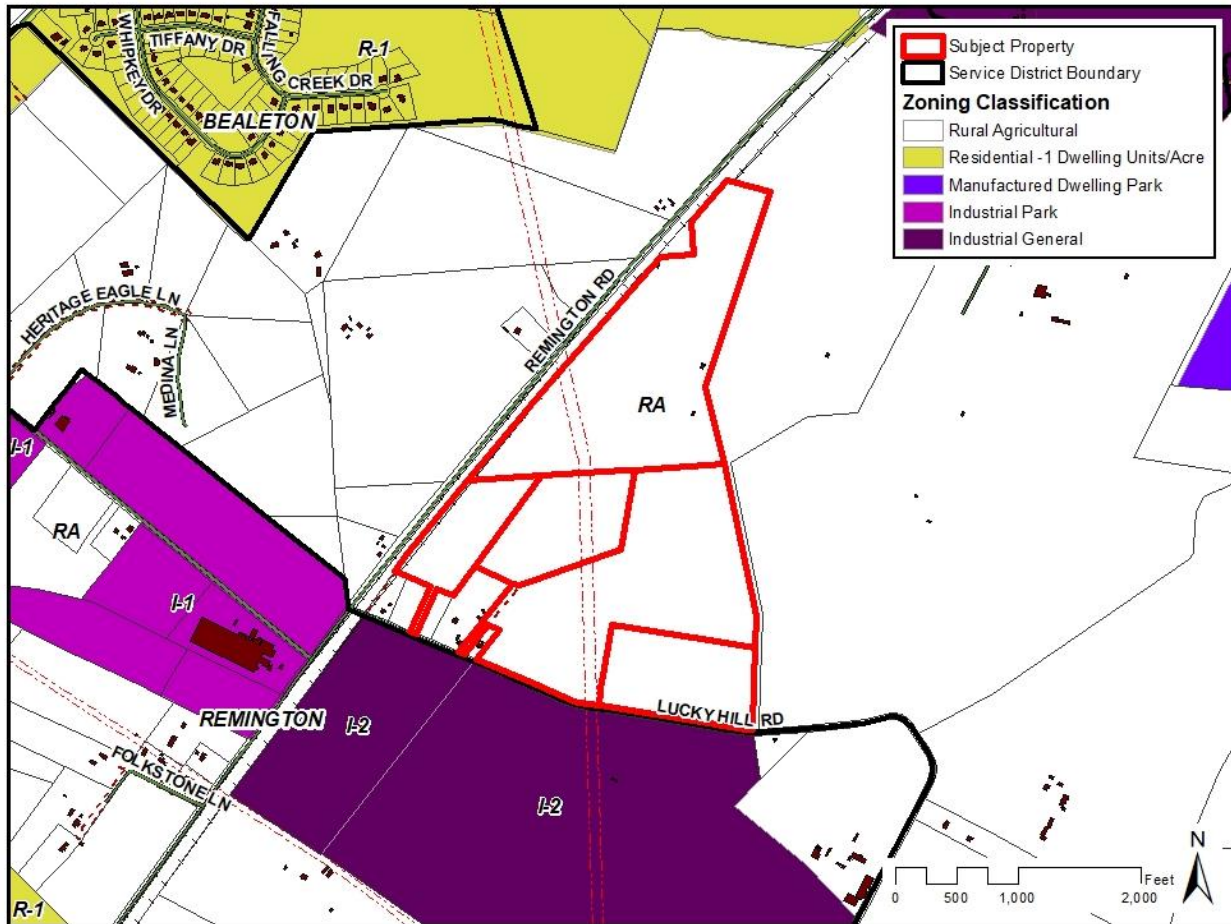 WHIPKEY DR
TIFFANY DR
FALLING CREEK DR
R-1
BEALETON
Subject Property
Service District Boundary
Zoning Classification
Rural Agricultural
Residential -1 Dwelling Units/Acre
Manufactured Dwelling Park
Industrial Park
Industrial General
HERITAGE EAGLE LN
MEDINA LN
REMINGTON RD
RA
I-1
RA
I-1
REMINGTON
I-2
LUCKY HILL RD
FOLKSTONE LN
I-2
R-1
N
Feet
0 500 1,000 2,000